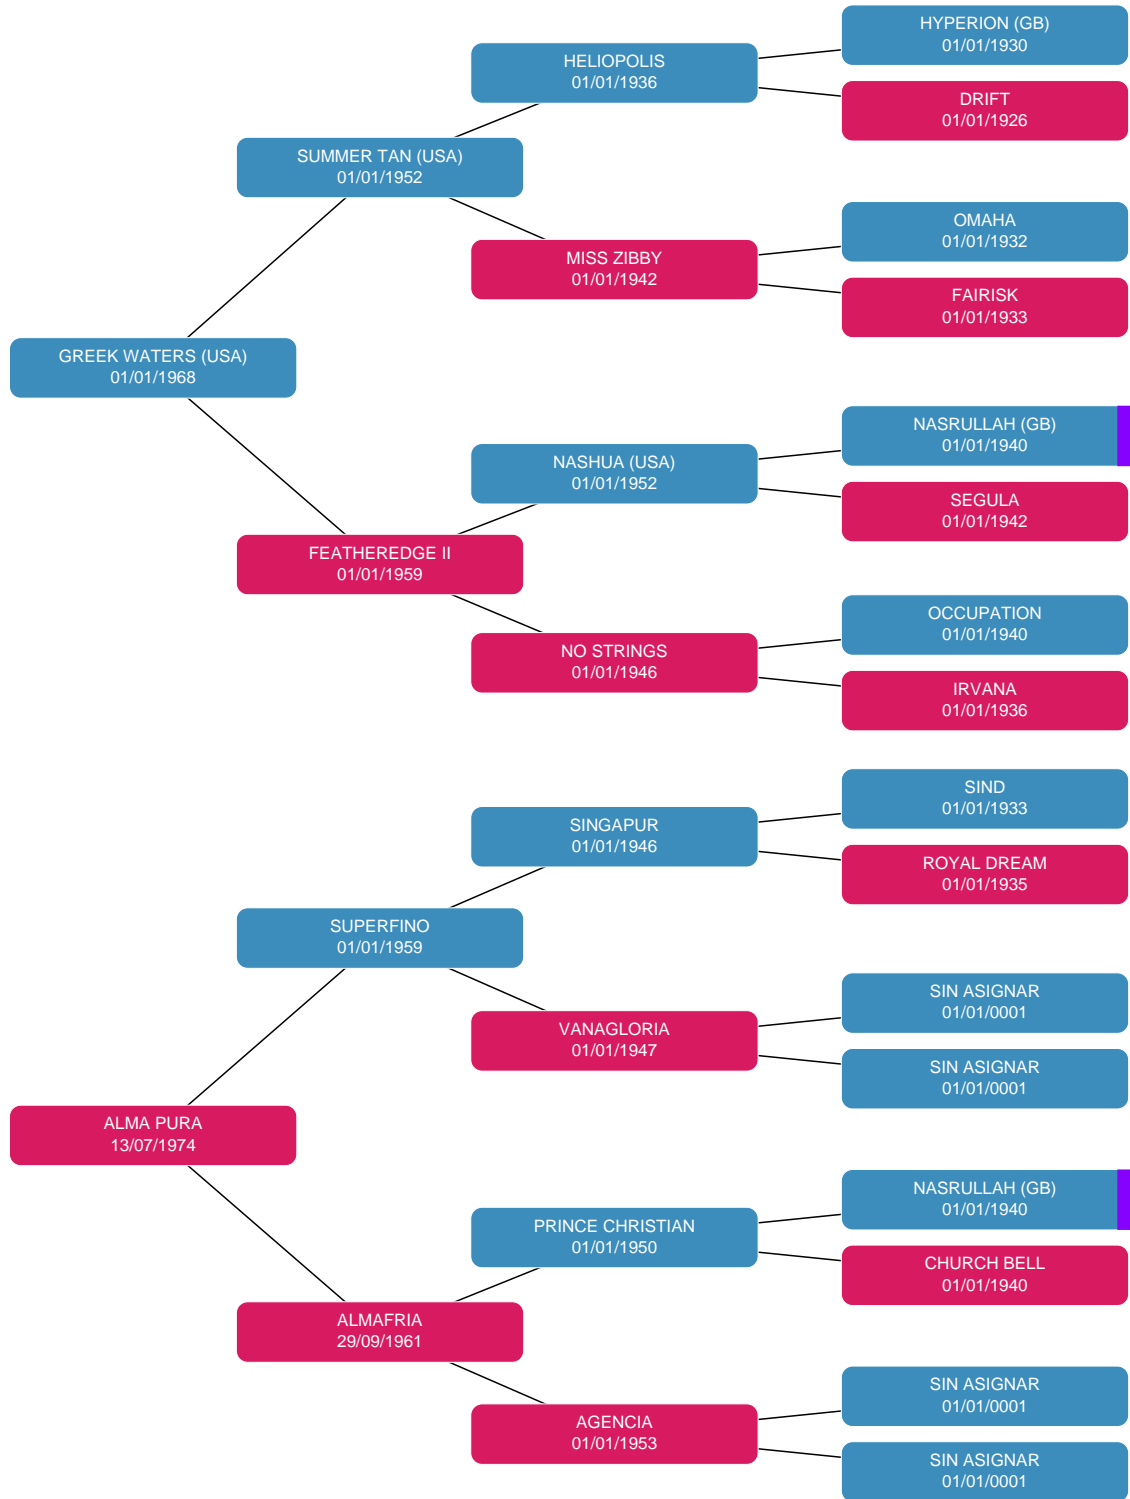 HYPERION (GB)
01/01/1930
HELIOPOLIS
01/01/1936
DRIFT
01/01/1926
SUMMER TAN (USA)
01/01/1952
OMAHA
01/01/1932
MISS ZIBBY
01/01/1942
FAIRISK
01/01/1933
GREEK WATERS (USA)
01/01/1968
NASRULLAH (GB)
01/01/1940
NASHUA (USA)
01/01/1952
SEGULA
01/01/1942
FEATHEREDGE II
01/01/1959
OCCUPATION
01/01/1940
NO STRINGS
01/01/1946
IRVANA
01/01/1936
SIND
01/01/1933
SINGAPUR
01/01/1946
ROYAL DREAM
01/01/1935
SUPERFINO
01/01/1959
SIN ASIGNAR
01/01/0001
VANAGLORIA
01/01/1947
SIN ASIGNAR
01/01/0001
ALMA PURA
13/07/1974
NASRULLAH (GB)
01/01/1940
PRINCE CHRISTIAN
01/01/1950
CHURCH BELL
01/01/1940
ALMAFRIA
29/09/1961
SIN ASIGNAR
01/01/0001
AGENCIA
01/01/1953
SIN ASIGNAR
01/01/0001